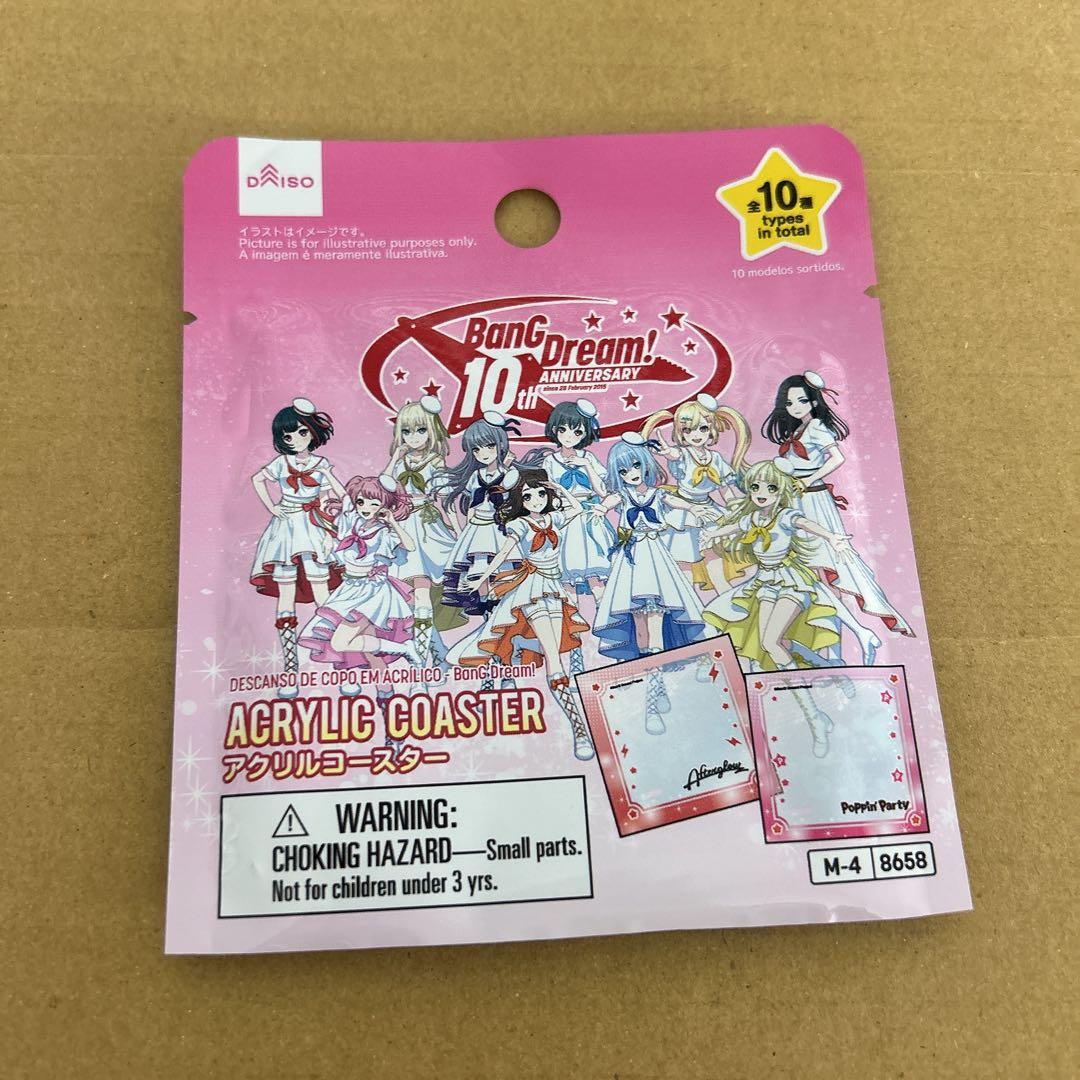 DAISO
イラストはイメージです。
Picture is for illustrative purposes only.
A imagem é meramente ilustrativa.
全10種
types
in total
10 modelos sortidos.
BanG
Dream!
10th
ANNIVERSARY
since 28 February 2015
DESCANSO DE COPO EM ACRÍLICO - BanG Dream!
ACRYLIC COASTER
アクリルコースター
Afterglow
Poppin'Party
WARNING:
CHOKING HAZARD—Small parts.
Not for children under 3 yrs.
M-4
8658